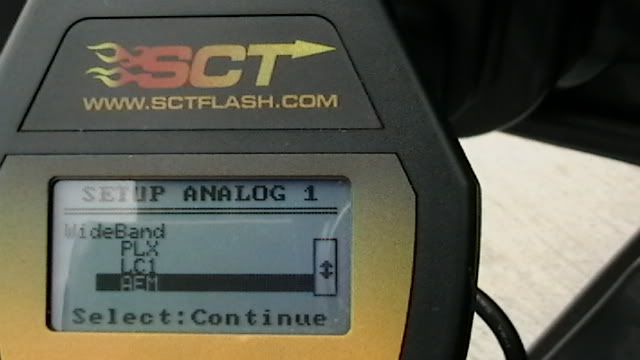 SCT
WWW.SCTFLASH.COM
SETUP ANALOG 1
WideBand
PLX
LC1
AEM
Select:Continue